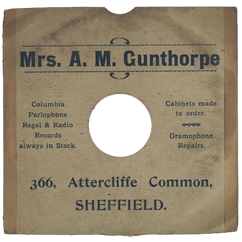 Mrs. A. M. Gunthorpe
Columbia
Parlophone
Regal & Radio
Records
always in Stock.
Cabinets made
to order.
Gramophone
Repairs.
366, Attercliffe Common,
SHEFFIELD.